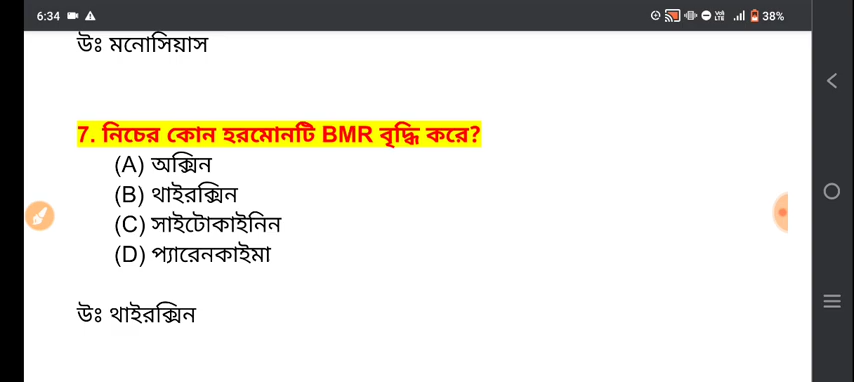 6:34
38%
উঃ মনোসিয়াস
7. নিচের কোন হরমোনটি BMR বৃদ্ধি করে?
(A) অক্সিন
(B) থাইরক্সিন
(C) সাইটোকাইনিন
(D) প্যারেনকাইমা
উঃ থাইরক্সিন